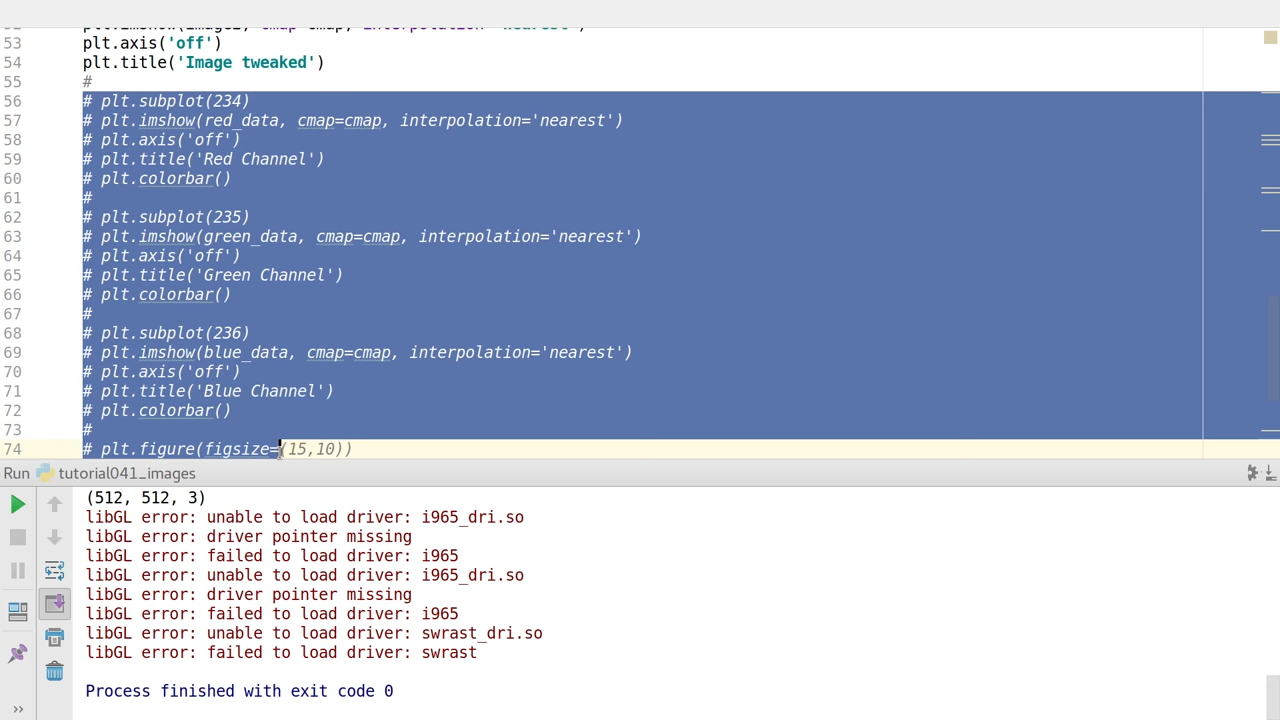 53 plt.axis('off')
54 plt.title('Image tweaked')
55 #
56 # plt.subplot(234)
57 # plt.imshow(red_data, cmap=cmap, interpolation='nearest')
58 # plt.axis('off')
59 # plt.title('Red Channel')
60 # plt.colorbar()
61 #
62 # plt.subplot(235)
63 # plt.imshow(green_data, cmap=cmap, interpolation='nearest')
64 # plt.axis('off')
65 # plt.title('Green Channel')
66 # plt.colorbar()
67 #
68 # plt.subplot(236)
69 # plt.imshow(blue_data, cmap=cmap, interpolation='nearest')
70 # plt.axis('off')
71 # plt.title('Blue Channel')
72 # plt.colorbar()
73 #
74 # plt.figure(figsize=(15,10))
Run tutorial041_images
(512, 512, 3)
libGL error: unable to load driver: i965_dri.so
libGL error: driver pointer missing
libGL error: failed to load driver: i965
libGL error: unable to load driver: i965_dri.so
libGL error: driver pointer missing
libGL error: failed to load driver: i965
libGL error: unable to load driver: swrast_dri.so
libGL error: failed to load driver: swrast
Process finished with exit code 0